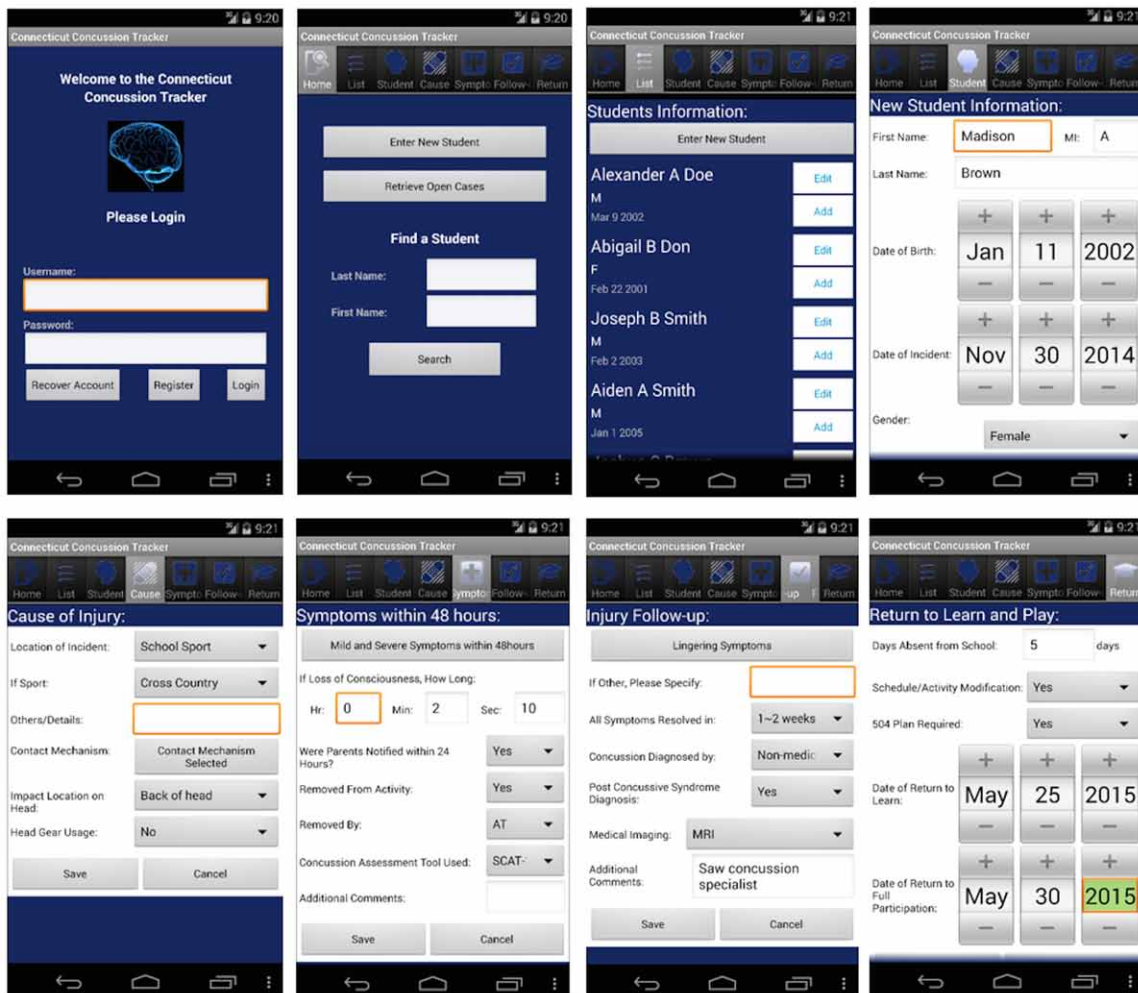 9:20
Connecticut Concussion Tracker
Welcome to the Connecticut
Concussion Tracker
Please Login
Username:
Password:
Recover Account
Register
Login
9:20
Connecticut Concussion Tracker
Home List Student Cause Sympto Follow- Return
Enter New Student
Retrieve Open Cases
Find a Student
Last Name:
First Name:
Search
9:21
Connecticut Concussion Tracker
Home List Student Cause Sympto Follow- Return
Students Information:
Enter New Student
Alexander A Doe
Edit
M
Mar 9 2002
Add
Abigail B Don
Edit
F
Feb 22 2001
Add
Joseph B Smith
Edit
M
Feb 2 2003
Add
Aiden A Smith
Edit
M
Jan 1 2005
Add
9:21
Connecticut Concussion Tracker
Home List Student Cause Sympto Follow- Return
New Student Information:
First Name: Madison MI: A
Last Name: Brown
+ + +
Date of Birth: Jan 11 2002
− − −
+ + +
Date of Incident: Nov 30 2014
− − −
Gender:
Female
9:21
Connecticut Concussion Tracker
Home List Student Cause Sympto Follow- Return
Cause of Injury:
Location of Incident: School Sport
If Sport: Cross Country
Others/Details:
Contact Mechanism: Contact Mechanism
Selected
Impact Location on
Head: Back of head
Head Gear Usage: No
Save Cancel
9:21
Connecticut Concussion Tracker
Home List Student Cause ympto Follow- Return
Symptoms within 48 hours:
Mild and Severe Symptoms within 48hours
If Loss of Consciousness, How Long:
Hr: 0 Min: 2 Sec: 10
Were Parents Notified within 24
Hours? Yes
Removed From Activity: Yes
Removed By: AT
Concussion Assessment Tool Used: SCAT-
Additional Comments:
Save Cancel
9:21
Connecticut Concussion Tracker
Home List Student Cause Sympto -up Return
Injury Follow-up:
Lingering Symptoms
If Other, Please Specify:
All Symptoms Resolved in: 1~2 weeks
Concussion Diagnosed by: Non-medic
Post Concussive Syndrome
Diagnosis: Yes
Medical Imaging: MRI
Additional
Comments: Saw concussion
specialist
Save Cancel
9:21
Connecticut Concussion Tracker
Home List Student Cause Sympto Follow- Return
Return to Learn and Play:
Days Absent from School: 5 days
Schedule/Activity Modification: Yes
504 Plan Required: Yes
+ + +
Date of Return to
Learn: May 25 2015
− − −
+ + +
Date of Return to
Full
Participation: May 30 2015
− − −